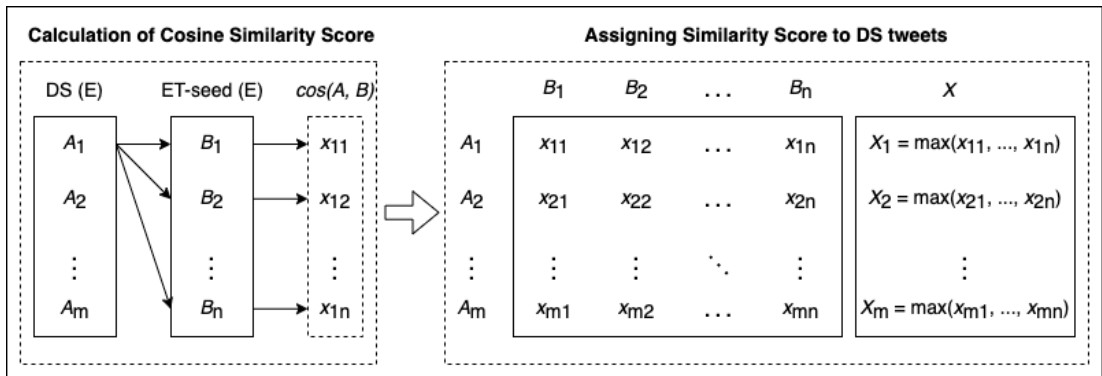 Calculation of Cosine Similarity Score
DS (E) ET-seed (E) cos(A, B)
A1 B1 x11
A2 B2 x12
⋮ ⋮ ⋮
Am Bn x1n
Assigning Similarity Score to DS tweets
B1 B2 ... Bn X
A1 x11 x12 ... x1n X1 = max(x11, ..., x1n)
A2 x21 x22 ... x2n X2 = max(x21, ..., x2n)
⋮ ⋮ ⋮ ⋱ ⋮ ⋮
Am xm1 xm2 ... xmn Xm = max(xm1, ..., xmn)